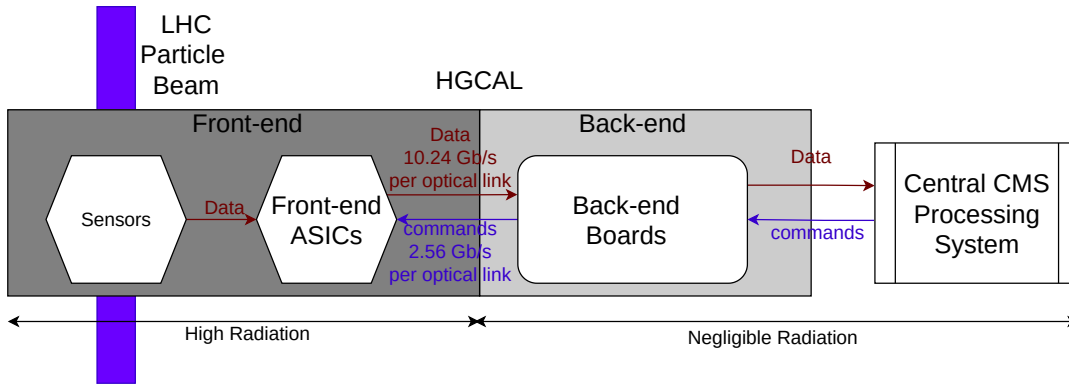 LHC
Particle
Beam
HGCAL
Front-end
Back-end
Sensors
Data
Front-end
ASICs
Data
10.24 Gb/s
per optical link
commands
2.56 Gb/s
per optical link
Back-end
Boards
Data
commands
Central CMS
Processing
System
High Radiation
Negligible Radiation